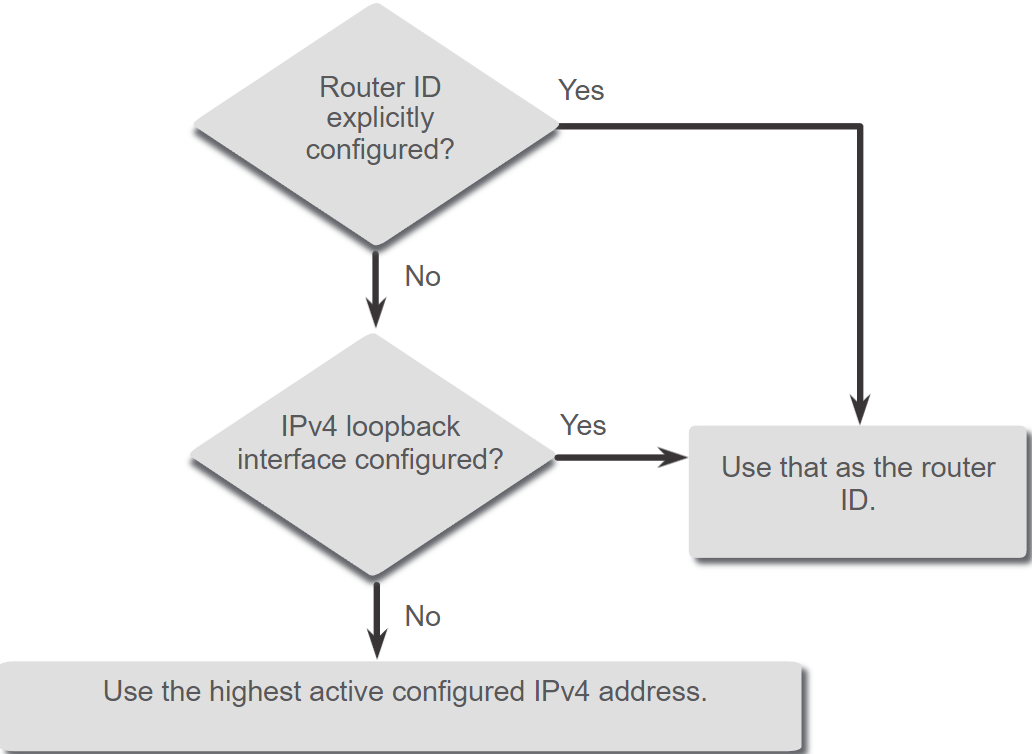 Router ID
explicitly
configured?
Yes
No
IPv4 loopback
interface configured?
Yes
Use that as the router
ID.
No
Use the highest active configured IPv4 address.